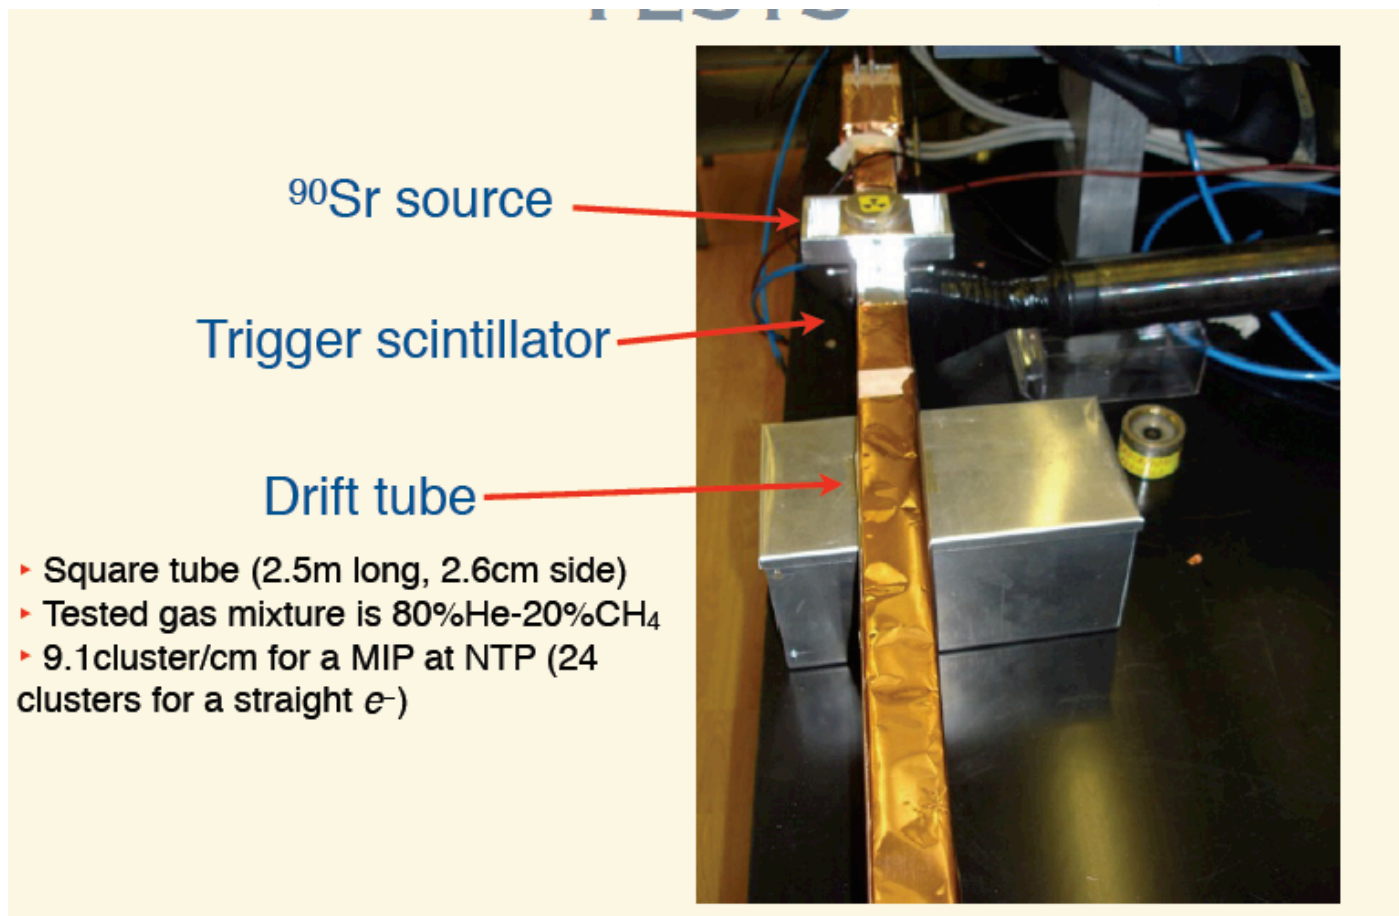 TESTS
⁹⁰Sr source
Trigger scintillator
Drift tube
‣ Square tube (2.5m long, 2.6cm side)
‣ Tested gas mixture is 80%He-20%CH₄
‣ 9.1cluster/cm for a MIP at NTP (24
clusters for a straight e⁻)